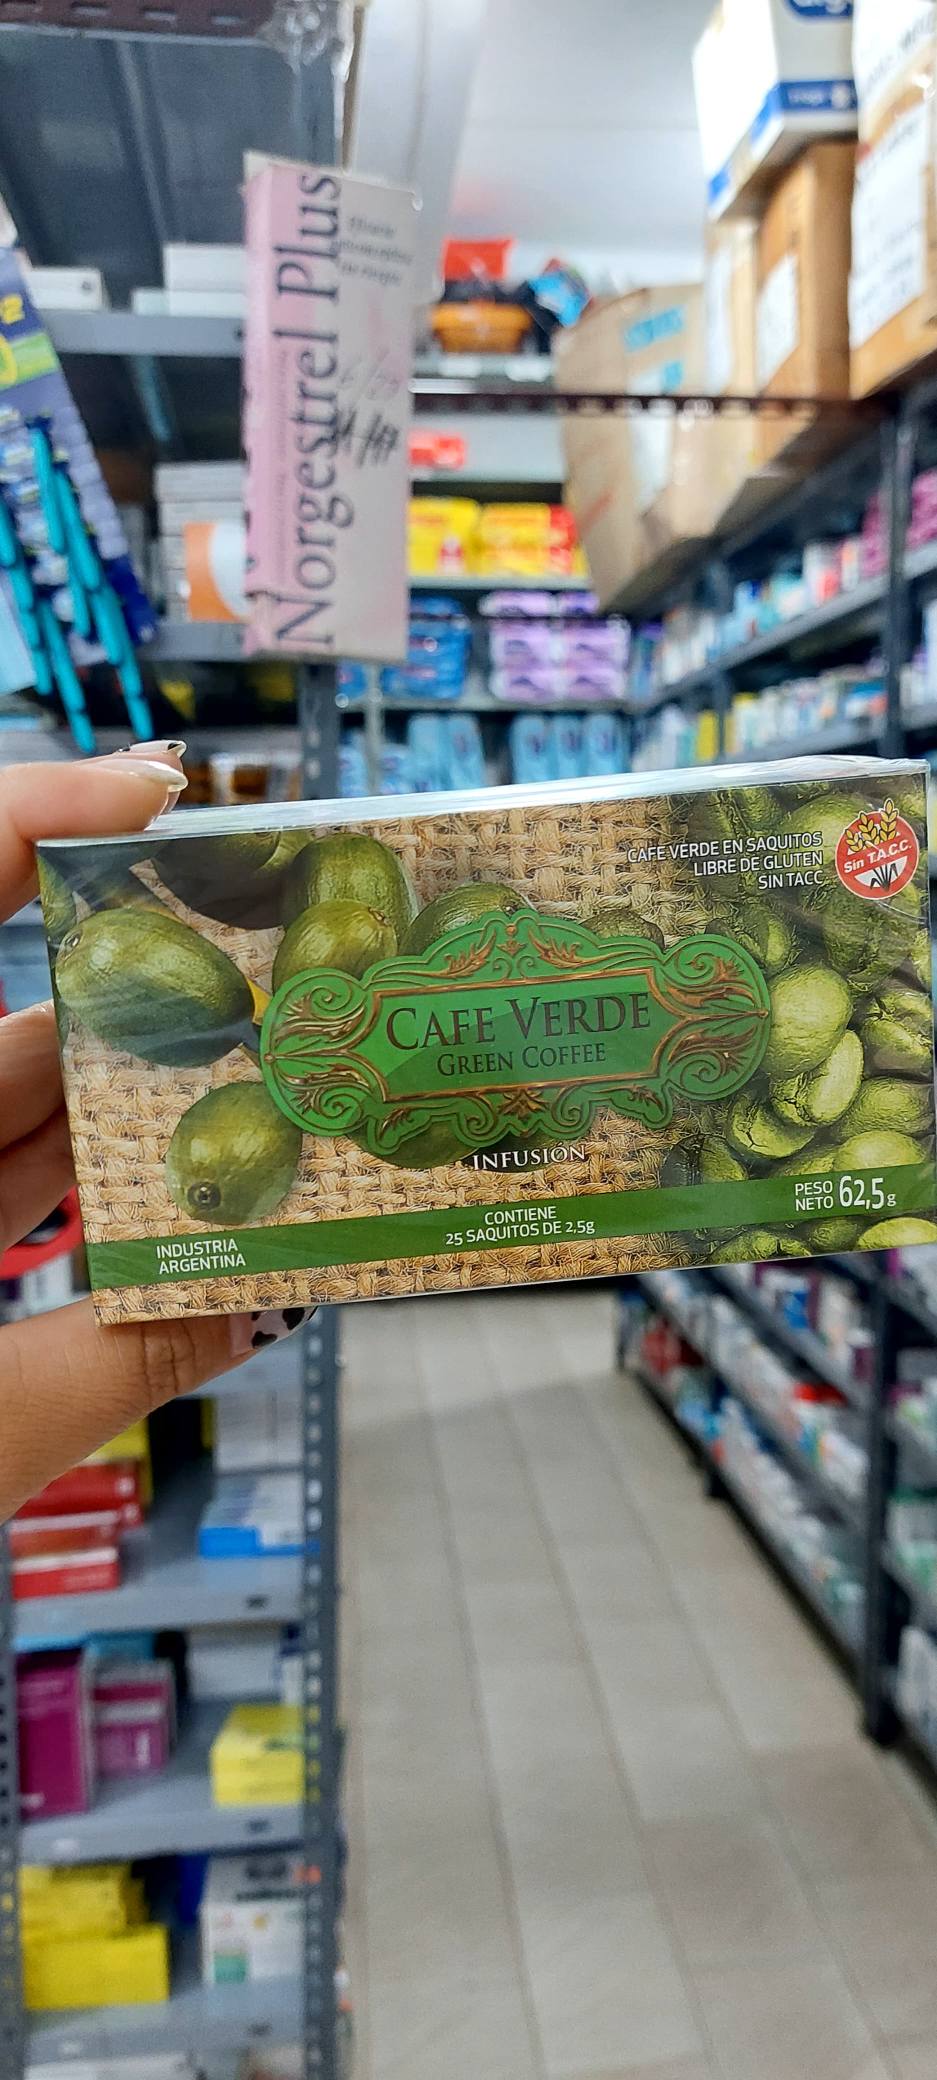 Norgestrel Plus
CAFE VERDE EN SAQUITOS
LIBRE DE GLUTEN
SIN TACC
Sin T.A.C.C.
CAFE VERDE
GREEN COFFEE
INFUSIÓN
CONTIENE
25 SAQUITOS DE 2,5g
PESO
NETO 62,5g
INDUSTRIA
ARGENTINA